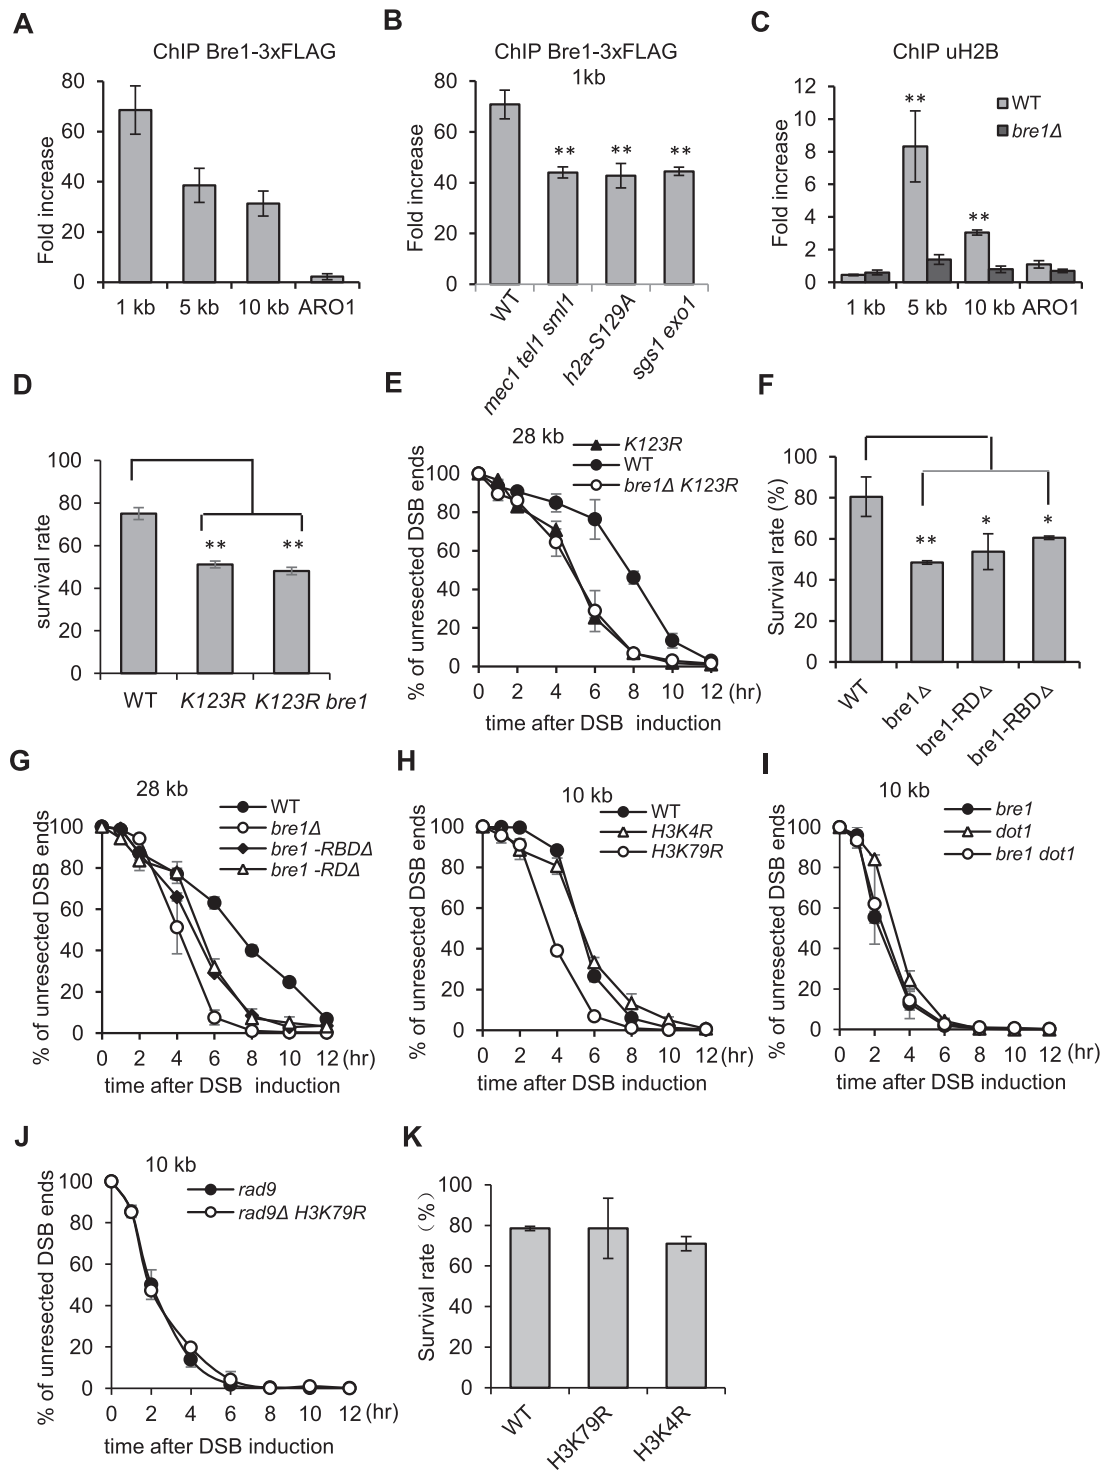 A
ChIP Bre1-3xFLAG
Fold increase
80
60
40
20
0
1 kb 5 kb 10 kb ARO1
B
ChIP Bre1-3xFLAG
1kb
Fold increase
80
60
40
20
0
** ** **
WT
mec1 tel1 sml1
h2a-S129A
sgs1 exo1
C
ChIP uH2B
Fold increase
12
10
8
6
4
2
0
**
**
WT
bre1Δ
1 kb 5 kb 10 kb ARO1
D
survival rate
100
80
60
40
20
0
** **
WT K123R K123R bre1
E
28 kb
K123R
WT
bre1Δ K123R
% of unresected DSB ends
100
80
60
40
20
0
0 2 4 6 8 10 12 (hr)
time after DSB induction
F
Survival rate (%)
100
80
60
40
20
0
** * *
WT
bre1Δ
bre1-RDΔ
bre1-RBDΔ
G
28 kb
WT
bre1Δ
bre1 -RBDΔ
bre1 -RDΔ
% of unresected DSB ends
100
80
60
40
20
0
0 2 4 6 8 10 12 (hr)
time after DSB induction
H
10 kb
WT
H3K4R
H3K79R
% of unresected DSB ends
100
80
60
40
20
0
0 2 4 6 8 10 12 (hr)
time after DSB induction
I
10 kb
bre1
dot1
bre1 dot1
% of unresected DSB ends
100
80
60
40
20
0
0 2 4 6 8 10 12 (hr)
time after DSB induction
J
10 kb
rad9
rad9Δ H3K79R
% of unresected DSB ends
100
80
60
40
20
0
0 2 4 6 8 10 12 (hr)
time after DSB induction
K
Survival rate (%)
100
80
60
40
20
0
WT
H3K79R
H3K4R